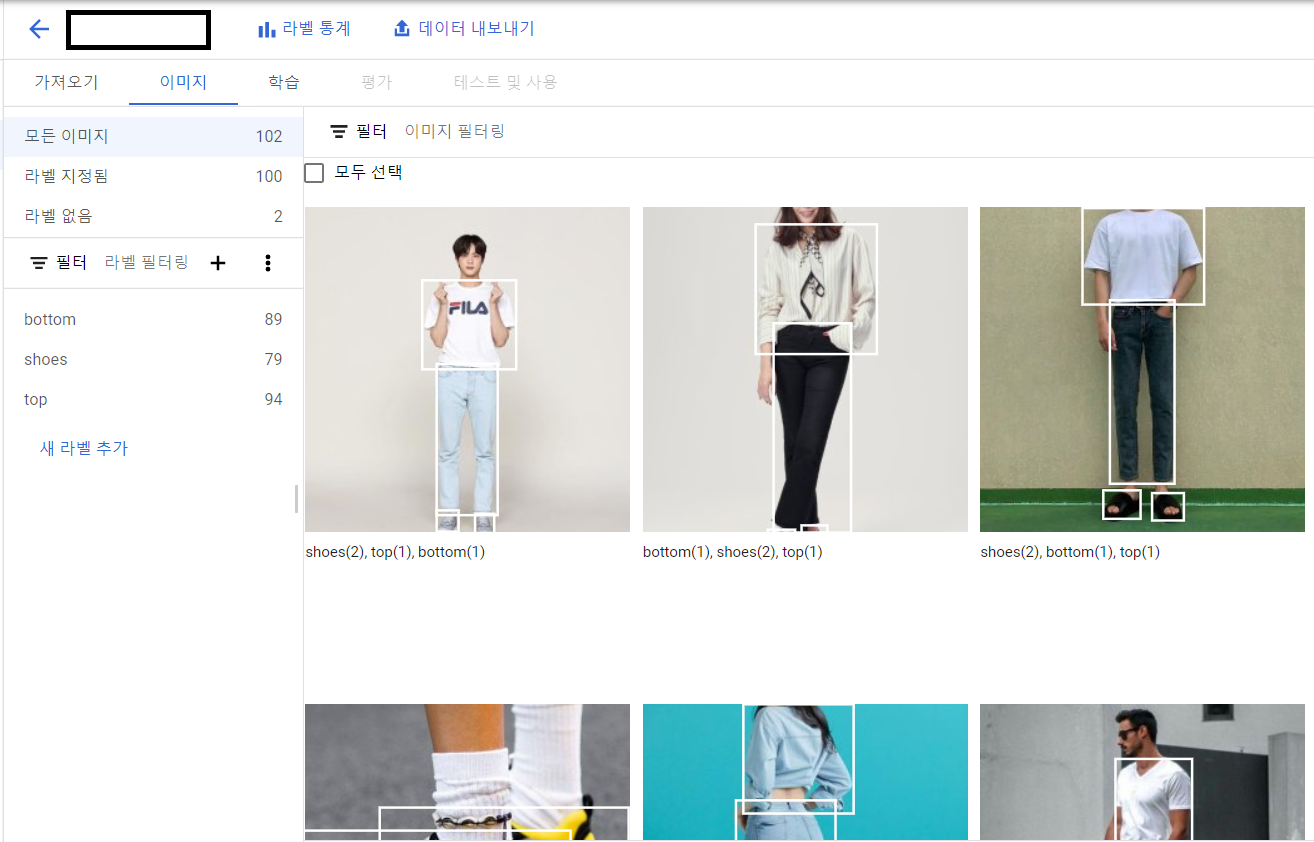 라벨 통계 데이터 내보내기
가져오기 이미지 학습 평가 테스트 및 사용
모든 이미지 102
라벨 지정됨 100
라벨 없음 2
필터 라벨 필터링
bottom 89
shoes 79
top 94
새 라벨 추가
필터 이미지 필터링
모두 선택
FILA
shoes(2), top(1), bottom(1)
bottom(1), shoes(2), top(1)
shoes(2), bottom(1), top(1)